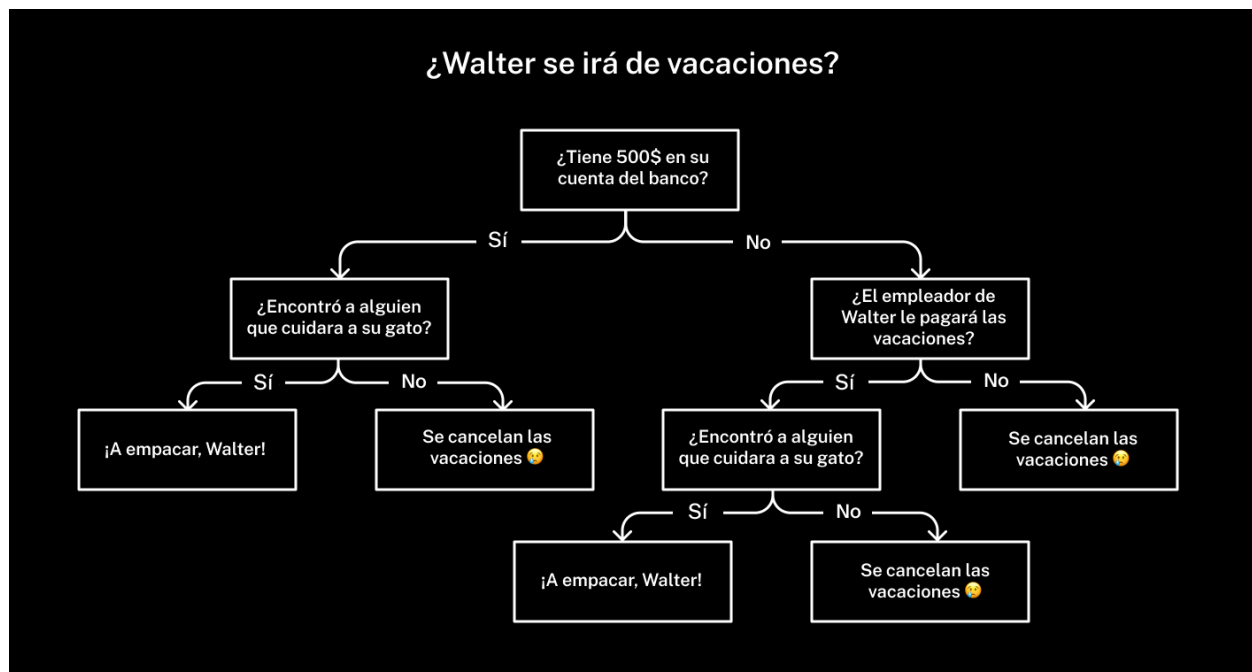 ¿Walter se irá de vacaciones?
¿Tiene 500$ en su
cuenta del banco?
Sí
No
¿Encontró a alguien
que cuidara a su gato?
¿El empleador de
Walter le pagará las
vacaciones?
Sí
No
Sí
No
¡A empacar, Walter!
Se cancelan las
vacaciones 😢
¿Encontró a alguien
que cuidara a su gato?
Se cancelan las
vacaciones 😢
Sí
No
¡A empacar, Walter!
Se cancelan las
vacaciones 😢